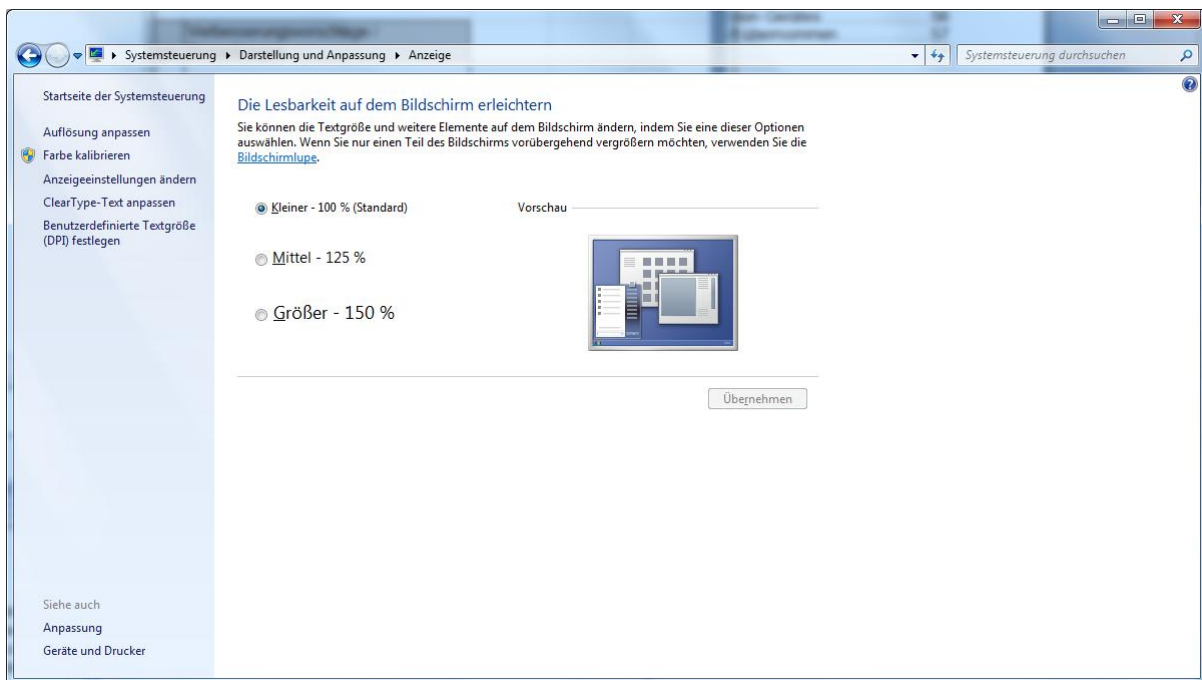 Systemsteuerung ▸ Darstellung und Anpassung ▸ Anzeige
Systemsteuerung durchsuchen
Startseite der Systemsteuerung
Auflösung anpassen
Farbe kalibrieren
Anzeigeeinstellungen ändern
ClearType-Text anpassen
Benutzerdefinierte Textgröße
(DPI) festlegen
Die Lesbarkeit auf dem Bildschirm erleichtern
Sie können die Textgröße und weitere Elemente auf dem Bildschirm ändern, indem Sie eine dieser Optionen
auswählen. Wenn Sie nur einen Teil des Bildschirms vorübergehend vergrößern möchten, verwenden Sie die
Bildschirmlupe.
Kleiner - 100 % (Standard)
Vorschau
Mittel - 125 %
Größer - 150 %
Übernehmen
Siehe auch
Anpassung
Geräte und Drucker